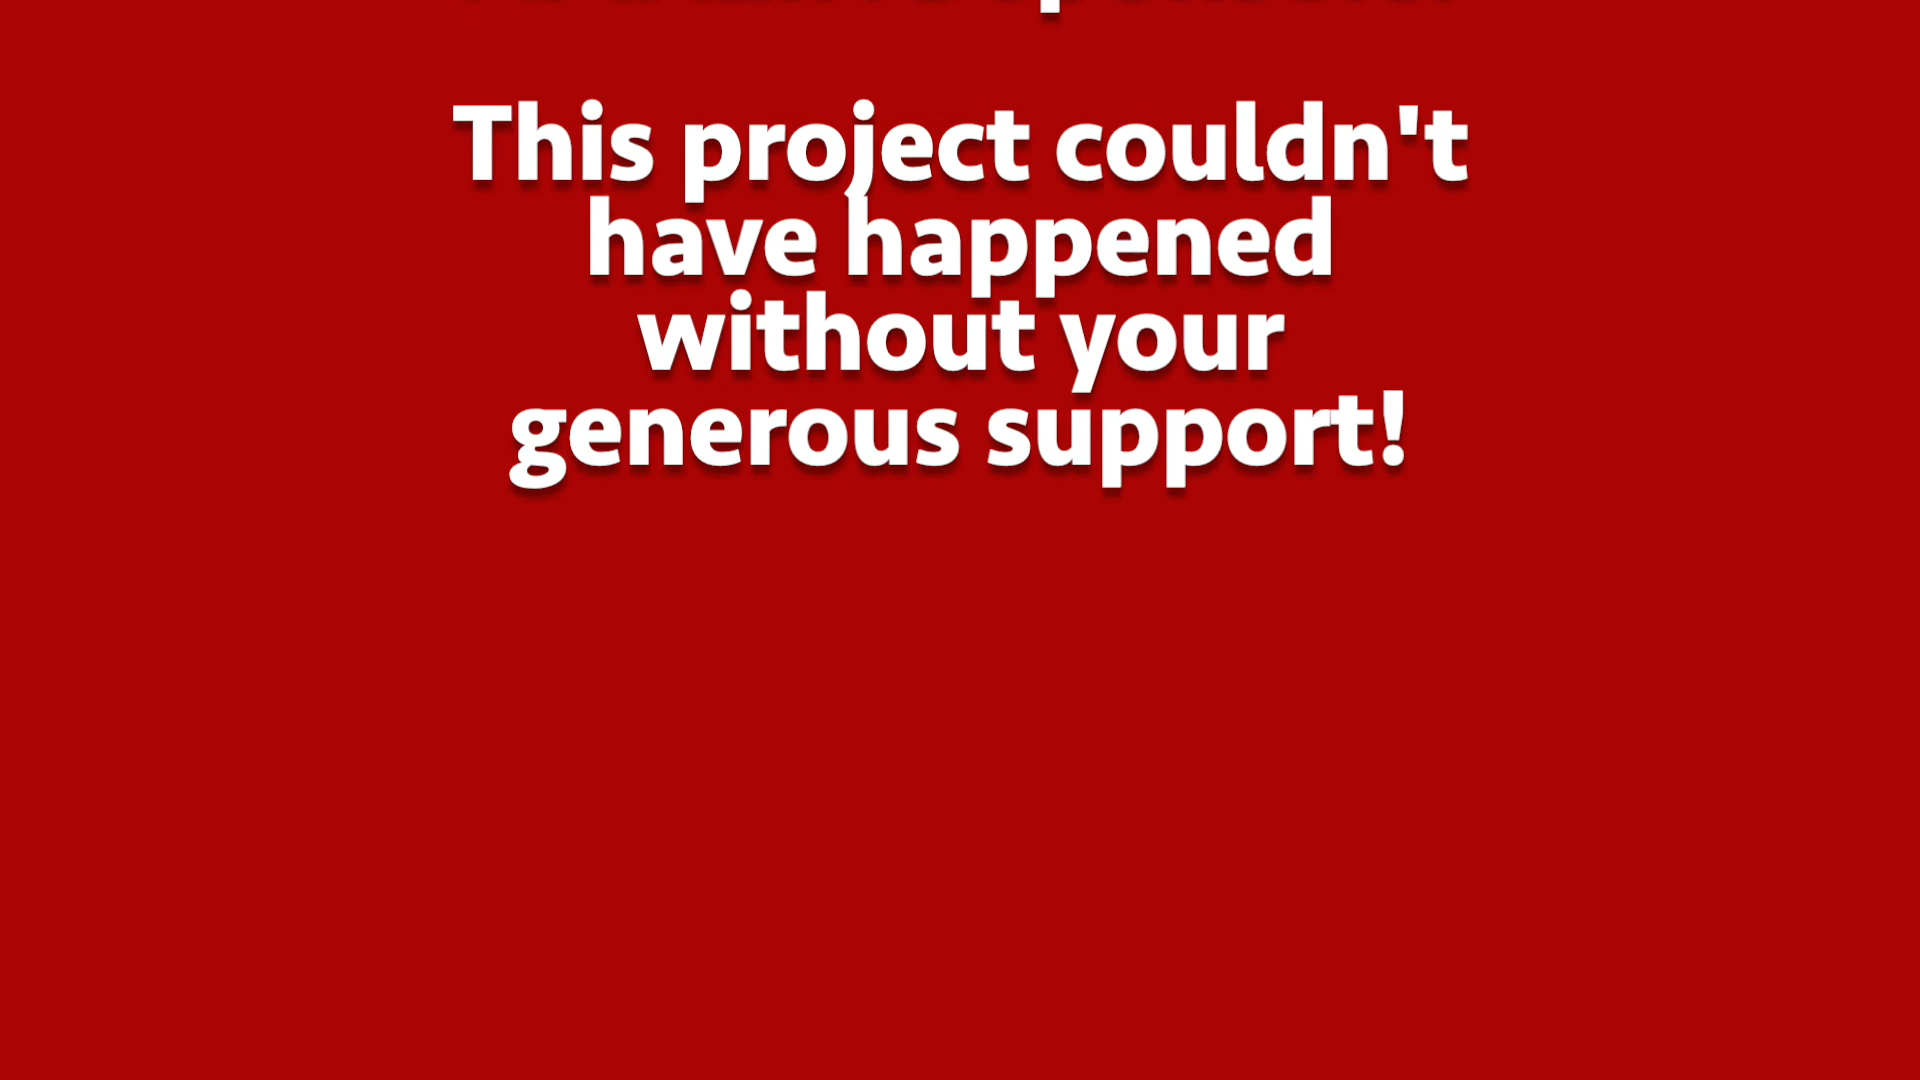 This project couldn't
have happened
without your
generous support!